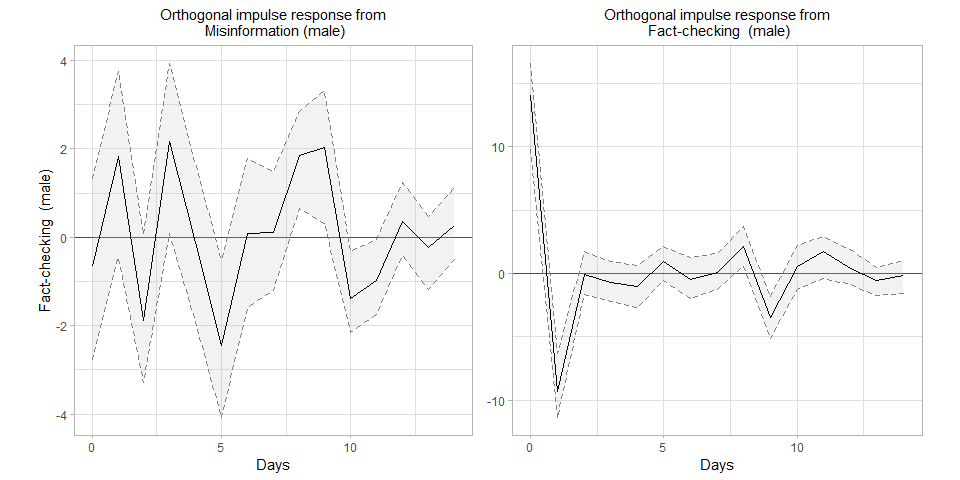 Orthogonal impulse response from
Misinformation (male)
Fact-checking (male)
4
2
0
-2
-4
0
5
10
Days
Orthogonal impulse response from
Fact-checking (male)
10
0
-10
0
5
10
Days